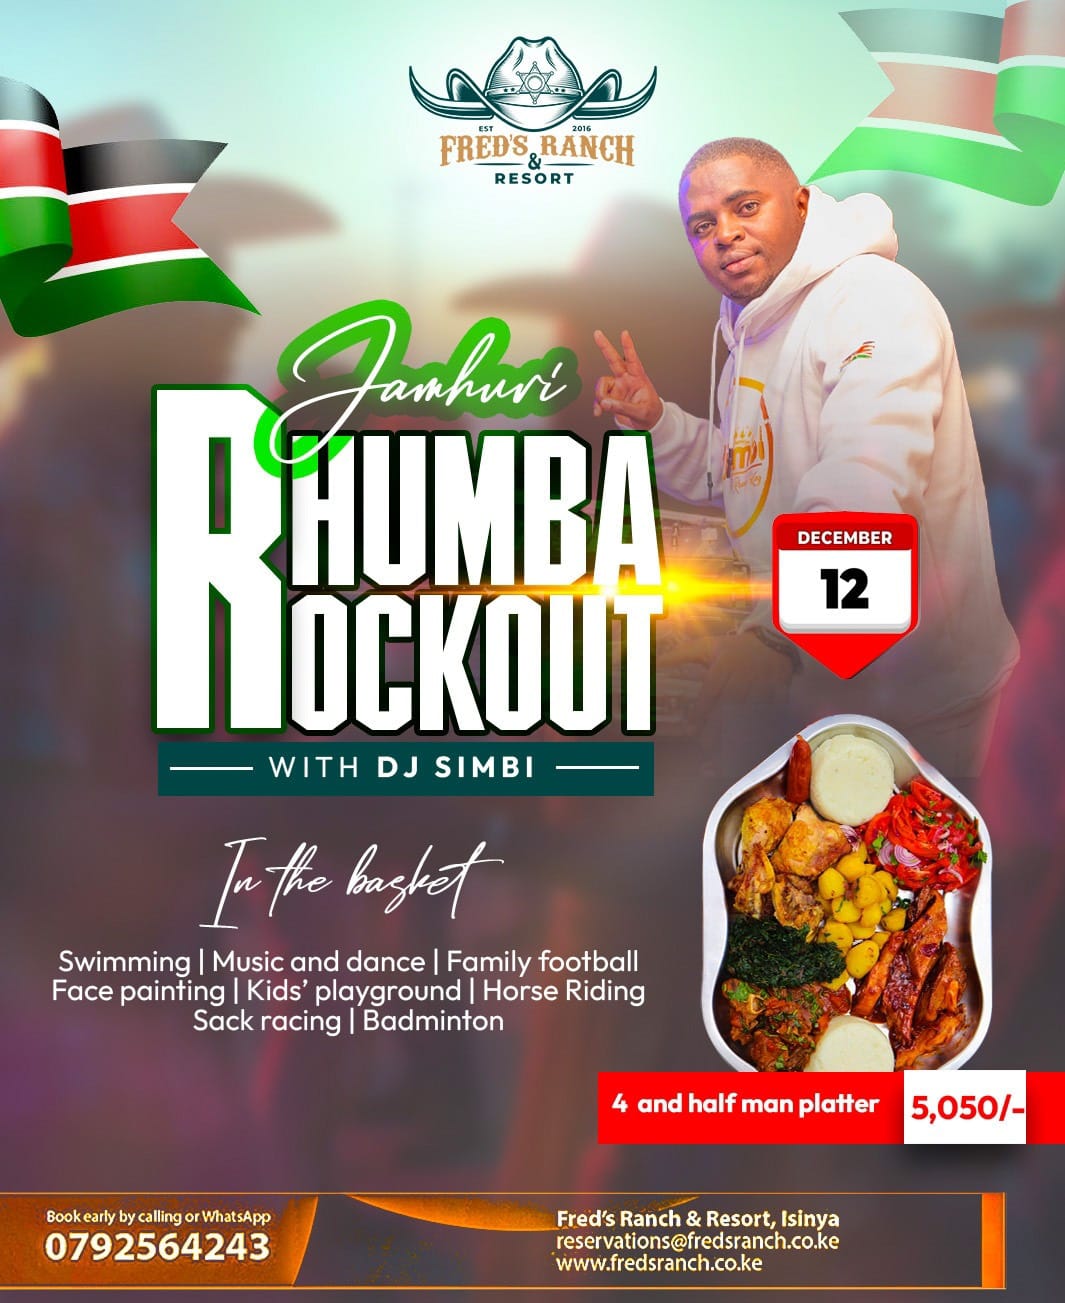 EST 2016
FRED'S RANCH
&
RESORT
Jamhuri
RHUMBA
ROCKOUT
WITH DJ SIMBI
DECEMBER
12
In the basket
Swimming | Music and dance | Family football
Face painting | Kids’ playground | Horse Riding
Sack racing | Badminton
4 and half man platter
5,050/-
Book early by calling or WhatsApp
0792564243
Fred's Ranch & Resort, Isinya
reservations@fredsranch.co.ke
www.fredsranch.co.ke